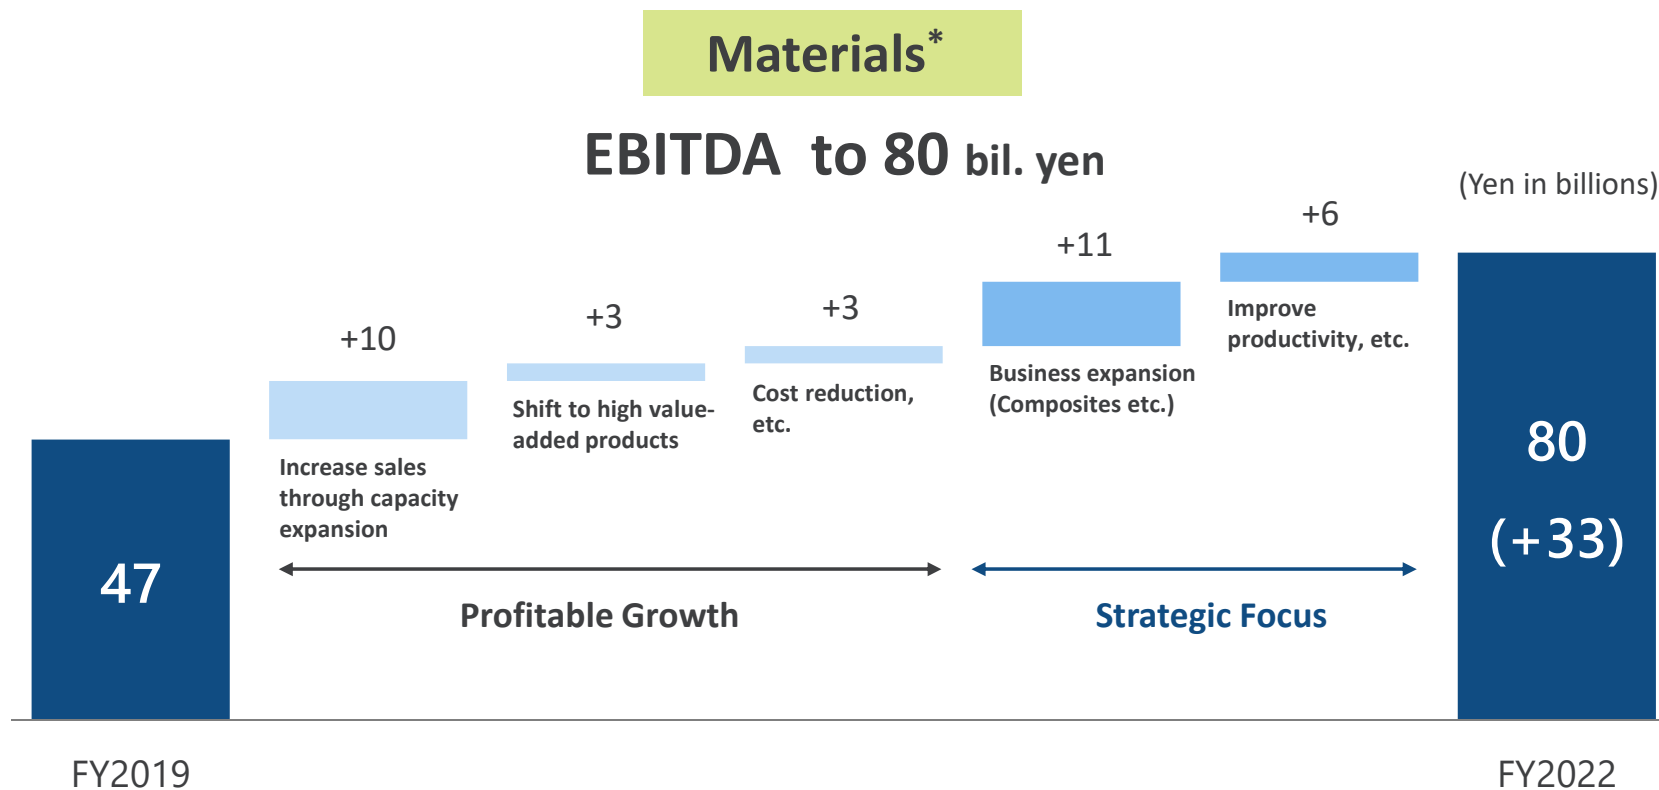 Materials*
EBITDA to 80 bil. yen
(Yen in billions)
+10
+3
+3
+11
+6
Increase sales
through capacity
expansion
Shift to high value-
added products
Cost reduction,
etc.
Business expansion
(Composites etc.)
Improve
productivity, etc.
47
80
(+33)
Profitable Growth
Strategic Focus
FY2019
FY2022